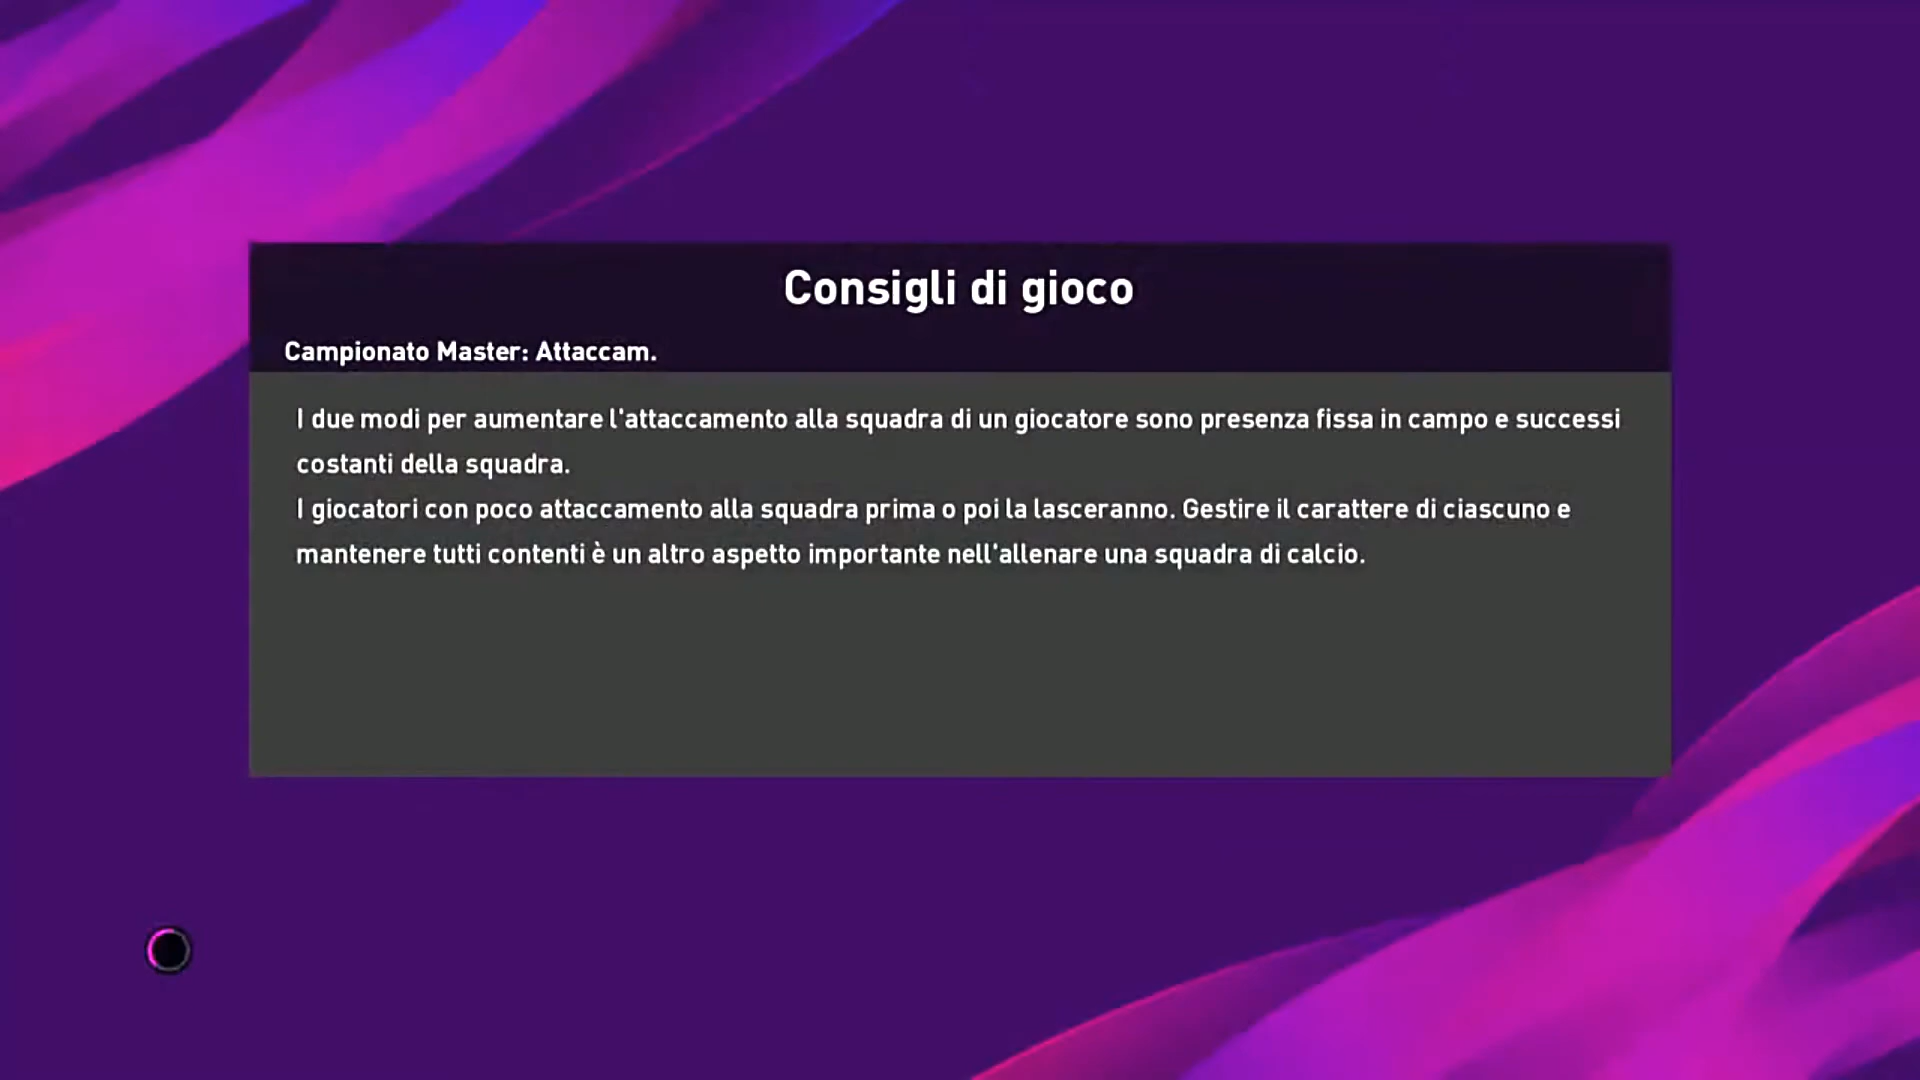 Consigli di gioco
Campionato Master: Attaccam.
I due modi per aumentare l'attaccamento alla squadra di un giocatore sono presenza fissa in campo e successi
costanti della squadra.
I giocatori con poco attaccamento alla squadra prima o poi la lasceranno. Gestire il carattere di ciascuno e
mantenere tutti contenti è un altro aspetto importante nell'allenare una squadra di calcio.